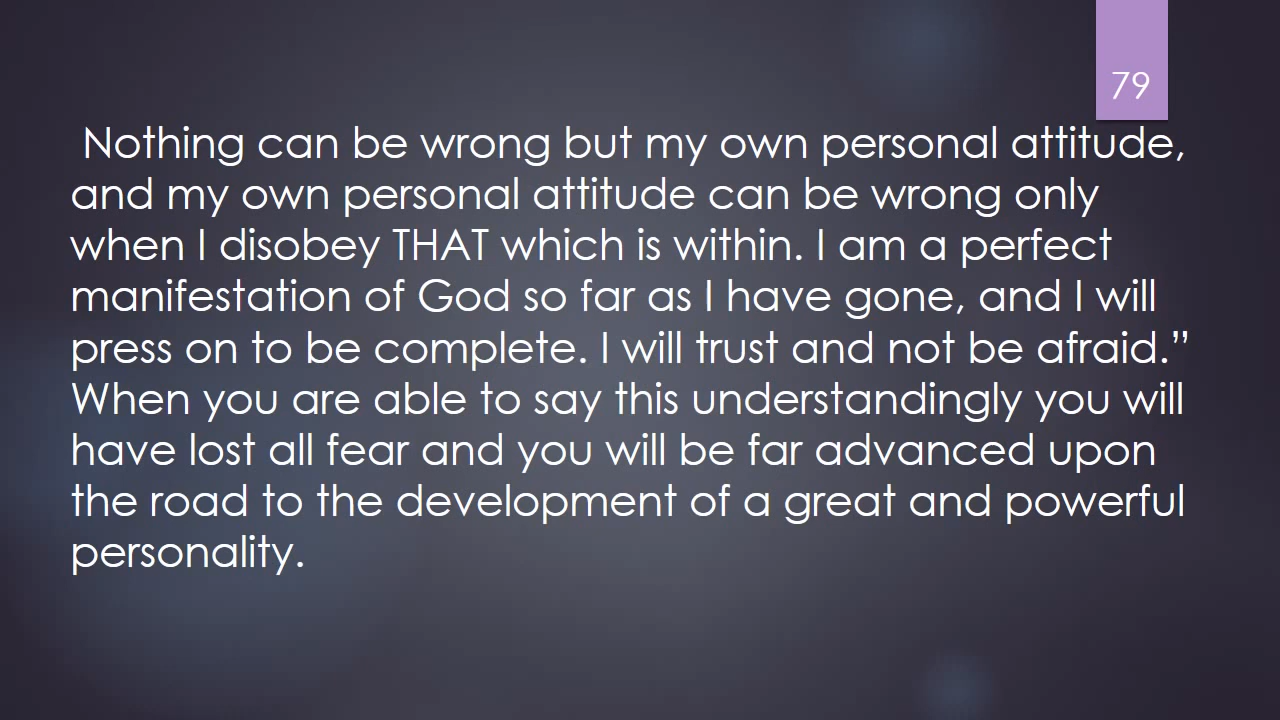 79
Nothing can be wrong but my own personal attitude,
and my own personal attitude can be wrong only
when I disobey THAT which is within. I am a perfect
manifestation of God so far as I have gone, and I will
press on to be complete. I will trust and not be afraid.”
When you are able to say this understandingly you will
have lost all fear and you will be far advanced upon
the road to the development of a great and powerful
personality.